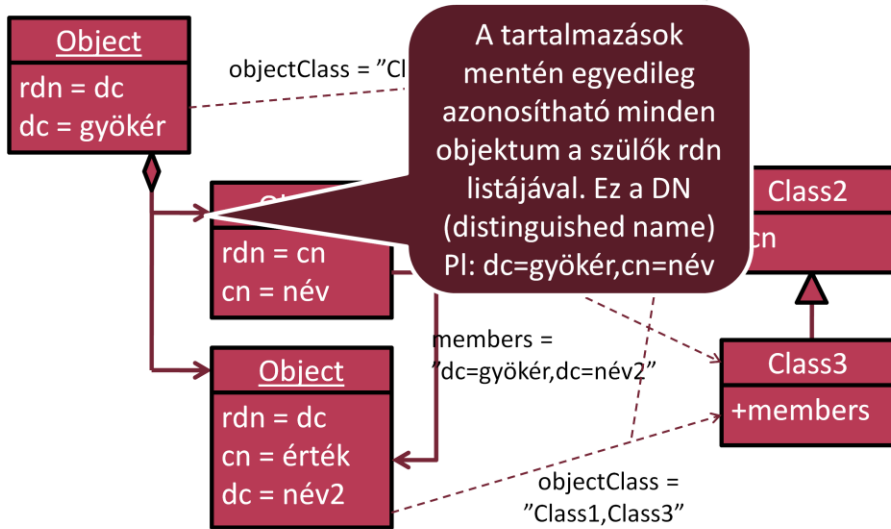 Object
rdn = dc
dc = gyökér
objectClass = ”Cl
A tartalmazások
mentén egyedileg
azonosítható minden
objektum a szülők rdn
listájával. Ez a DN
(distinguished name)
Pl: dc=gyökér,cn=név
rdn = cn
cn = név
Class2
cn
members =
”dc=gyökér,dc=név2”
Class3
+members
Object
rdn = dc
cn = érték
dc = név2
objectClass =
”Class1,Class3”